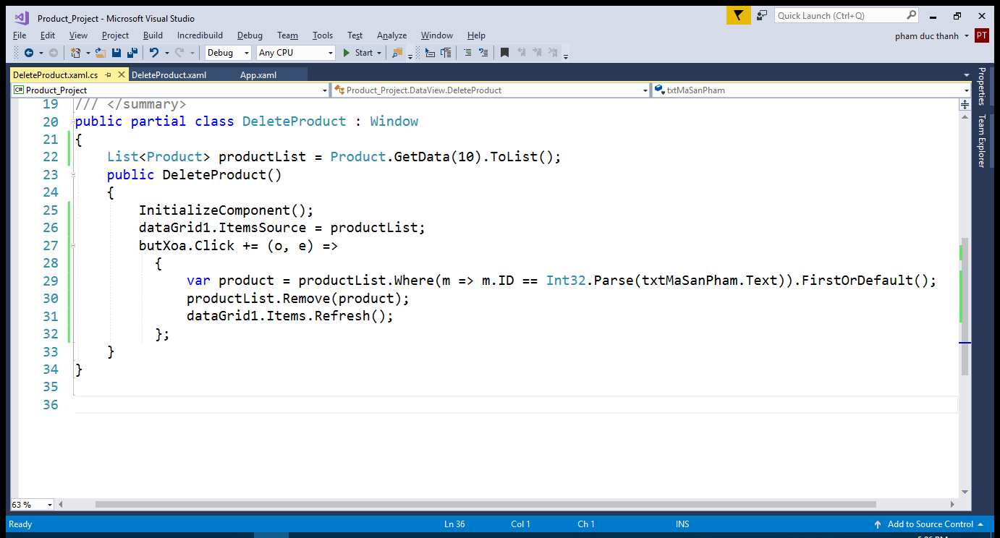 Product_Project - Microsoft Visual Studio
Quick Launch (Ctrl+Q)
File Edit View Project Build Incredibuild Debug Team Tools Test Analyze Window Help
pham duc thanh PT
Debug Any CPU Start
DeleteProduct.xaml.cs DeleteProduct.xaml App.xaml
C# Product_Project Product_Project.DataView.DeleteProduct txtMaSanPham
Properties
Team Explorer
19 /// </summary>
20 public partial class DeleteProduct : Window
21 {
22 List<Product> productList = Product.GetData(10).ToList();
23 public DeleteProduct()
24 {
25 InitializeComponent();
26 dataGrid1.ItemsSource = productList;
27 butXoa.Click += (o, e) =>
28 {
29 var product = productList.Where(m => m.ID == Int32.Parse(txtMaSanPham.Text)).FirstOrDefault();
30 productList.Remove(product);
31 dataGrid1.Items.Refresh();
32 };
33 }
34 }
35
36
63 %
Ready Ln 36 Col 1 Ch 1 INS Add to Source Control